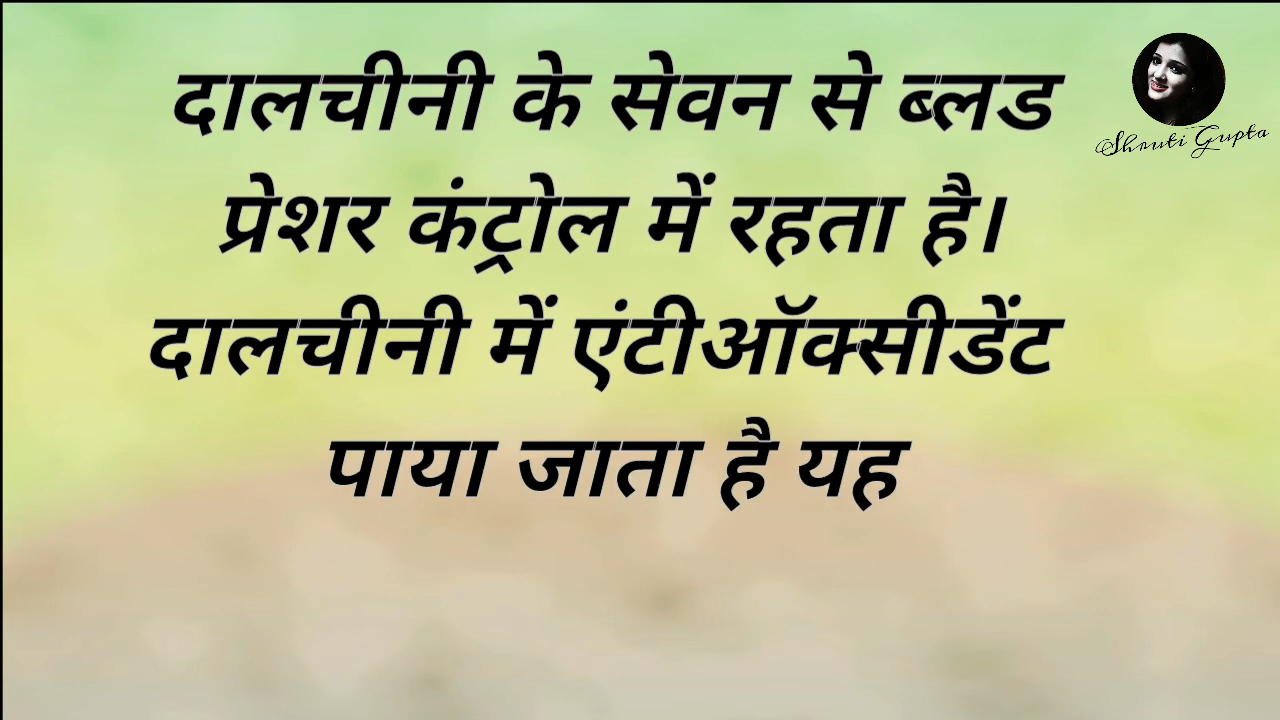 दालचीनी के सेवन से ब्लड
प्रेशर कंट्रोल में रहता है।
दालचीनी में एंटीऑक्सीडेंट
पाया जाता है यह
Shruti Gupta